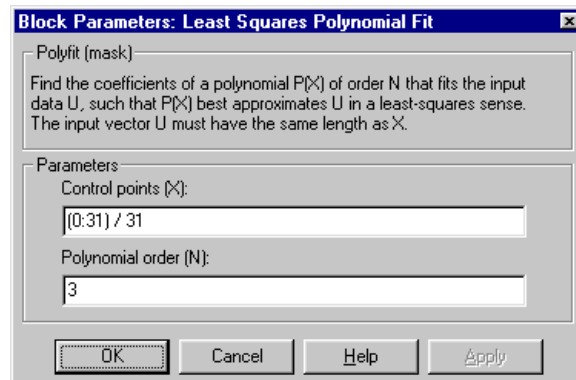 Block Parameters: Least Squares Polynomial Fit
Polyfit (mask)
Find the coefficients of a polynomial P(X) of order N that fits the input
data U, such that P(X) best approximates U in a least-squares sense.
The input vector U must have the same length as X.
Parameters
Control points (X):
(0:31) / 31
Polynomial order (N):
3
OK Cancel Help Apply